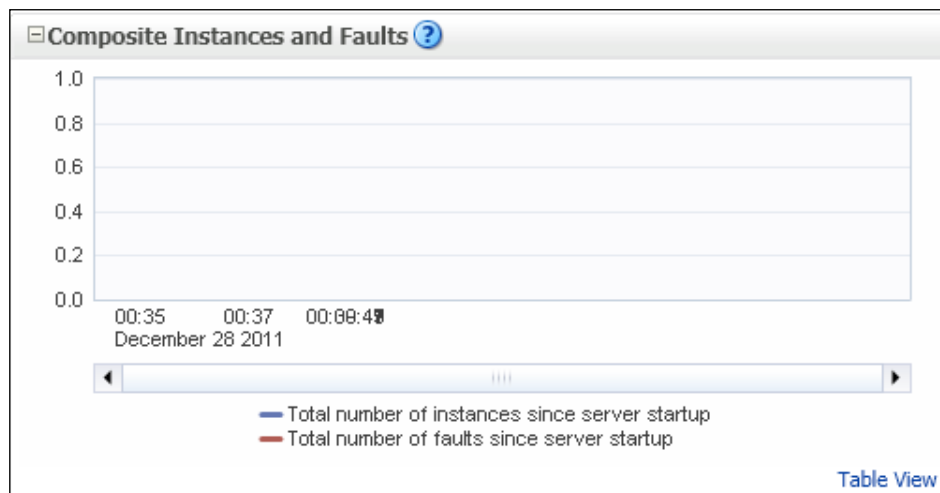 Composite Instances and Faults ?
1.0
0.8
0.6
0.4
0.2
0.0
00:35 00:37
December 28 2011
Total number of instances since server startup
Total number of faults since server startup
Table View